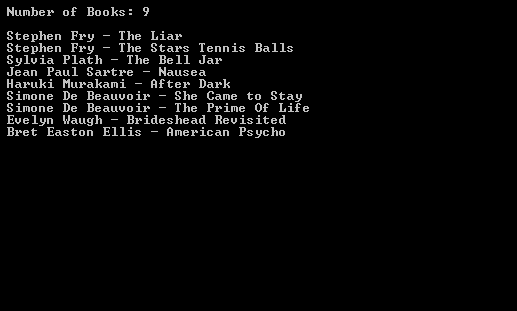 Number of Books: 9
Stephen Fry - The Liar
Stephen Fry - The Stars Tennis Balls
Sylvia Plath - The Bell Jar
Jean Paul Sartre - Nausea
Haruki Murakami - After Dark
Simone De Beauvoir - She Came to Stay
Simone De Beauvoir - The Prime Of Life
Evelyn Waugh - Brideshead Revisited
Bret Easton Ellis - American Psycho